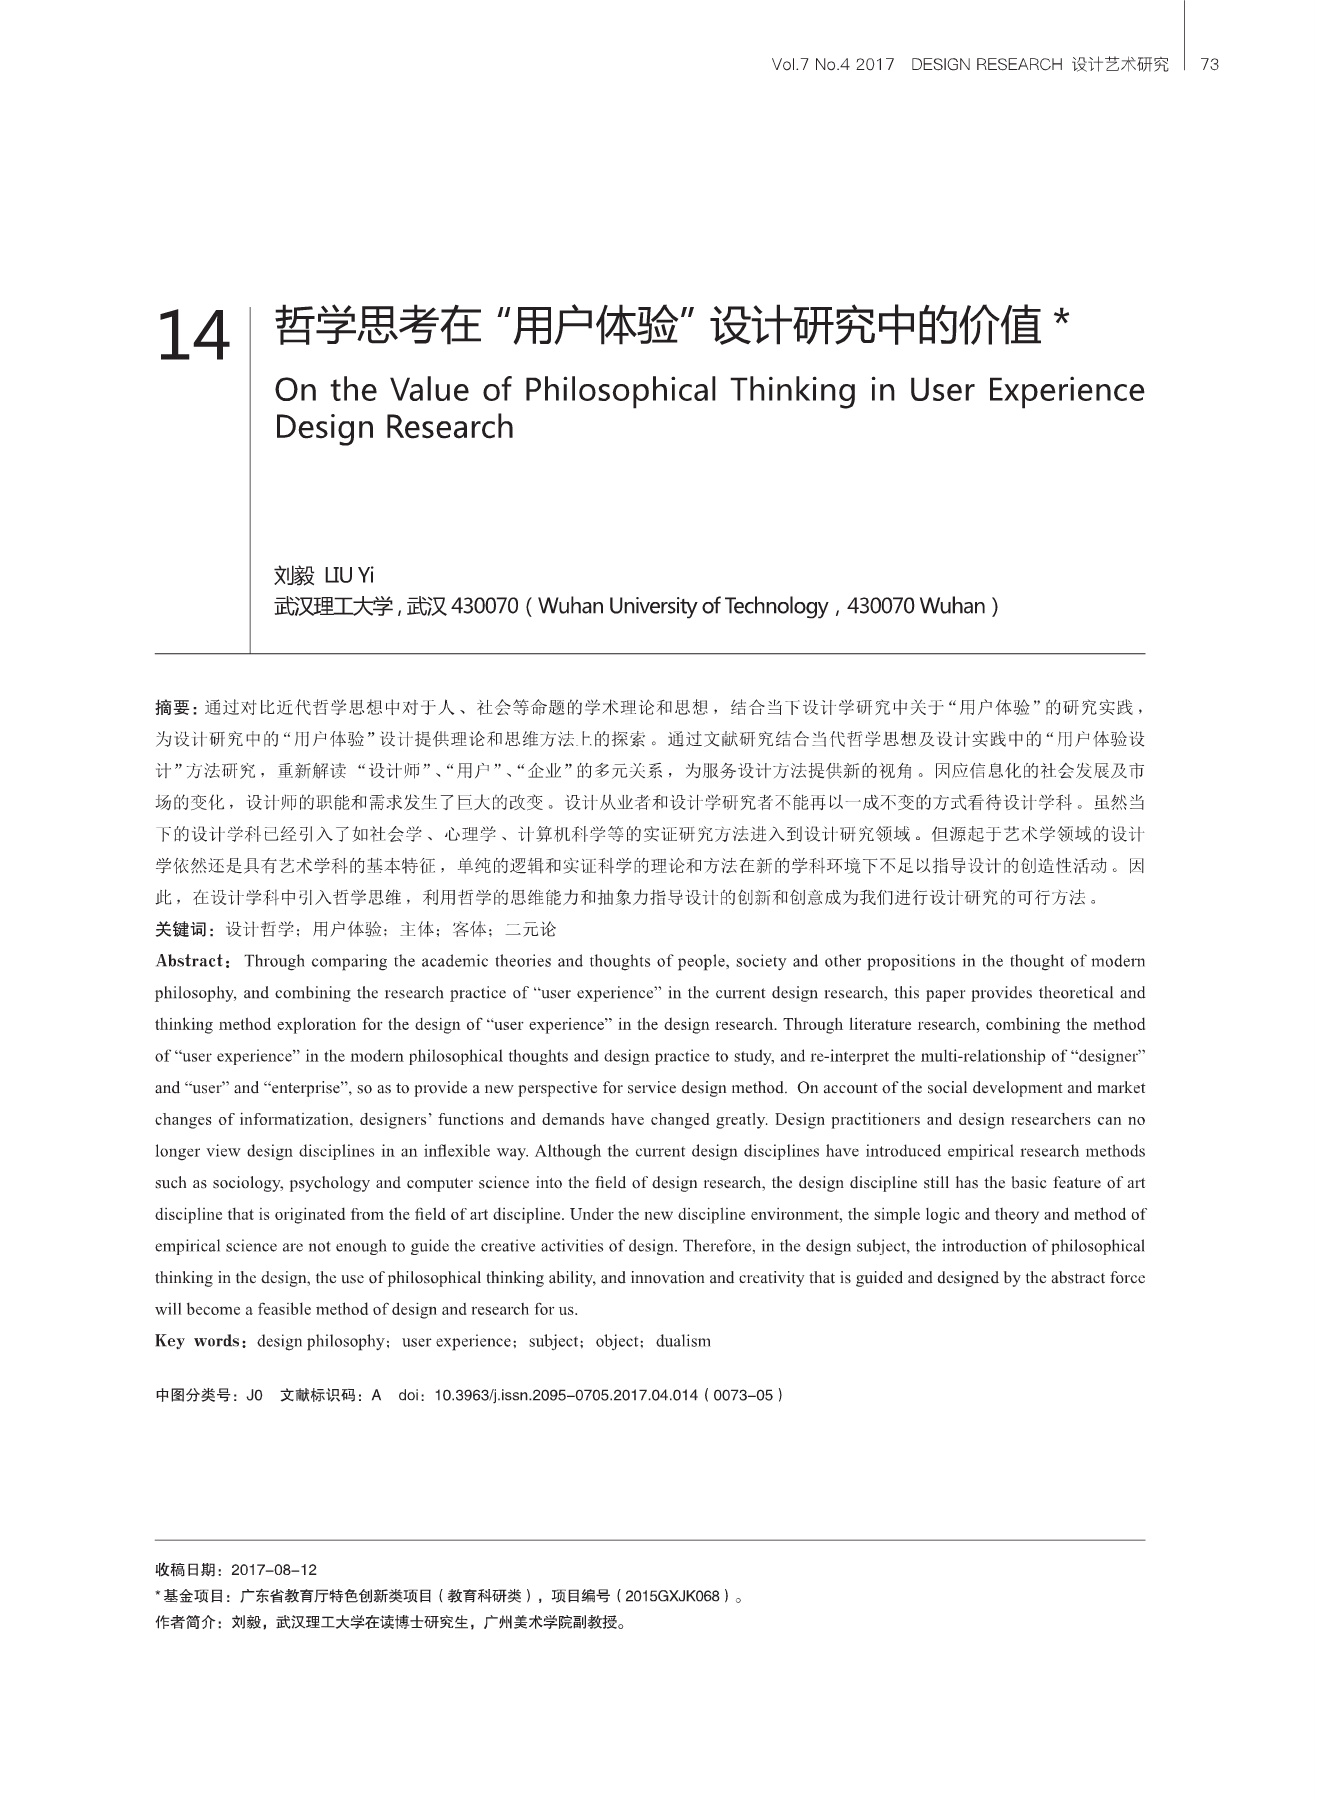 Vol.7 No.4 2017 DESIGN RESEARCH 设计艺术研究 73
14
哲学思考在“用户体验”设计研究中的价值*
On the Value of Philosophical Thinking in User Experience
Design Research
刘毅 LIU Yi
武汉理工大学，武汉 430070（Wuhan University of Technology，430070 Wuhan）
摘要：通过对比近代哲学思想中对于人、社会等命题的学术理论和思想，结合当下设计学研究中关于“用户体验”的研究实践，
为设计研究中的“用户体验”设计提供理论和思维方法上的探索。通过文献研究结合当代哲学思想及设计实践中的“用户体验设
计”方法研究，重新解读 “设计师”、“用户”、“企业”的多元关系，为服务设计方法提供新的视角。因应信息化的社会发展及市
场的变化，设计师的职能和需求发生了巨大的改变。设计从业者和设计学研究者不能再以一成不变的方式看待设计学科。虽然当
下的设计学科已经引入了如社会学、心理学、计算机科学等的实证研究方法进入到设计研究领域。但源起于艺术学领域的设计
学依然还是具有艺术学科的基本特征，单纯的逻辑和实证科学的理论和方法在新的学科环境下不足以指导设计的创造性活动。因
此，在设计学科中引入哲学思维，利用哲学的思维能力和抽象力指导设计的创新和创意成为我们进行设计研究的可行方法。
关键词：设计哲学；用户体验；主体；客体；二元论
Abstract：Through comparing the academic theories and thoughts of people, society and other propositions in the thought of modern
philosophy, and combining the research practice of “user experience” in the current design research, this paper provides theoretical and
thinking method exploration for the design of “user experience” in the design research. Through literature research, combining the method
of “user experience” in the modern philosophical thoughts and design practice to study, and re-interpret the multi-relationship of “designer”
and “user” and “enterprise”, so as to provide a new perspective for service design method. On account of the social development and market
changes of informatization, designers’ functions and demands have changed greatly. Design practitioners and design researchers can no
longer view design disciplines in an inflexible way. Although the current design disciplines have introduced empirical research methods
such as sociology, psychology and computer science into the field of design research, the design discipline still has the basic feature of art
discipline that is originated from the field of art discipline. Under the new discipline environment, the simple logic and theory and method of
empirical science are not enough to guide the creative activities of design. Therefore, in the design subject, the introduction of philosophical
thinking in the design, the use of philosophical thinking ability, and innovation and creativity that is guided and designed by the abstract force
will become a feasible method of design and research for us.
Key words：design philosophy；user experience；subject；object；dualism
中图分类号：J0 文献标识码：A doi：10.3963/j.issn.2095-0705.2017.04.014（0073-05）
收稿日期：2017-08-12
*基金项目：广东省教育厅特色创新类项目（教育科研类），项目编号（2015GXJK068）。
作者简介：刘毅，武汉理工大学在读博士研究生，广州美术学院副教授。